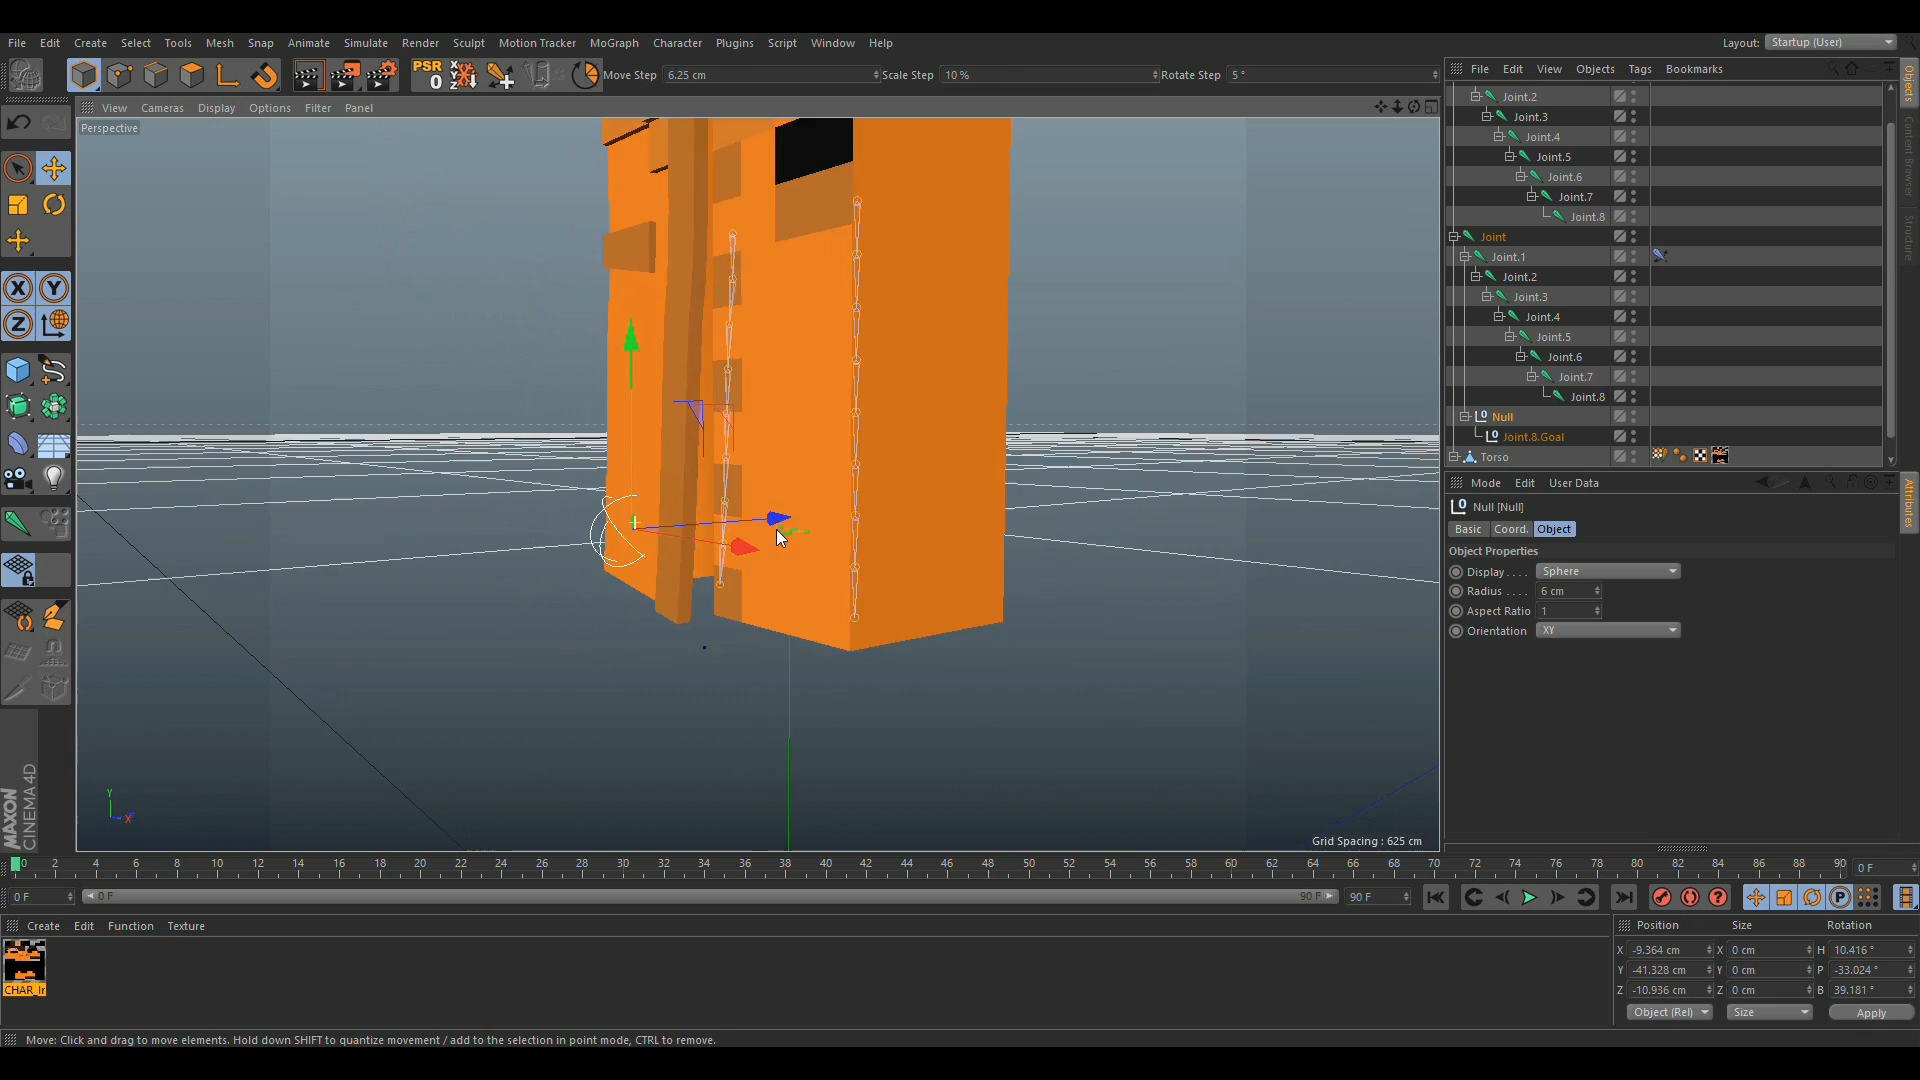 File Edit Create Select Tools Mesh Snap Animate Simulate Render Sculpt Motion Tracker MoGraph Character Plugins Script Window Help
Layout: Startup (User)
PSR
0
Move Step 6.25 cm Scale Step 10 % Rotate Step 5 °
File Edit View Objects Tags Bookmarks
View Cameras Display Options Filter Panel
Perspective
Joint.2
Joint.3
Joint.4
Joint.5
Joint.6
Joint.7
Joint.8
Joint
Joint.1
Joint.2
Joint.3
Joint.4
Joint.5
Joint.6
Joint.7
Joint.8
Null
Joint.8.Goal
Torso
Objects
Content Browser
Structure
Attributes
X Y
Z
Mode Edit User Data
Null [Null]
Basic Coord. Object
Object Properties
Display . . . . Sphere
Radius . . . . 6 cm
Aspect Ratio 1
Orientation XY
Y
X
Grid Spacing : 625 cm
MAXON
CINEMA 4D
0 2 4 6 8 10 12 14 16 18 20 22 24 26 28 30 32 34 36 38 40 42 44 46 48 50 52 54 56 58 60 62 64 66 68 70 72 74 76 78 80 82 84 86 88 90 0 F
0 F 0 F 90 F 90 F
Create Edit Function Texture
Position Size Rotation
X -9.364 cm X 0 cm H 10.416 °
Y -41.328 cm Y 0 cm P -33.024 °
Z -10.936 cm Z 0 cm B 39.181 °
Object (Rel) Size Apply
CHAR_Ir
Move: Click and drag to move elements. Hold down SHIFT to quantize movement / add to the selection in point mode, CTRL to remove.